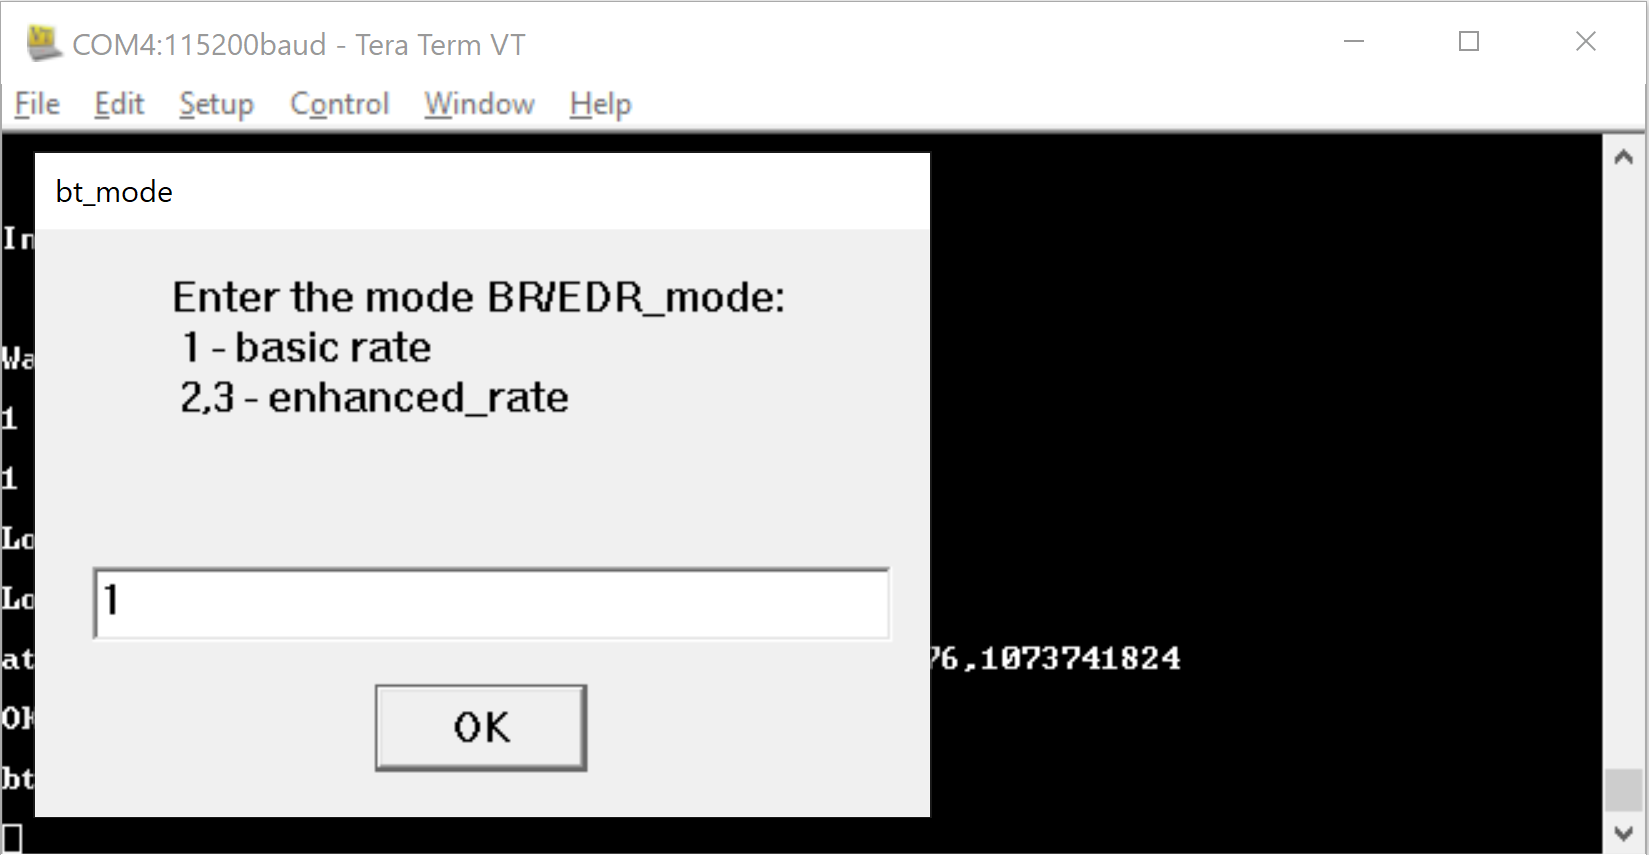 COM4:115200baud - Tera Term VT
File Edit Setup Control Window Help
bt_mode
In
Enter the mode BR/EDR_mode:
1 - basic rate
Wa
2,3 - enhanced_rate
1
1
Lo
1
Lo
at 76,1073741824
OK
OK
bt